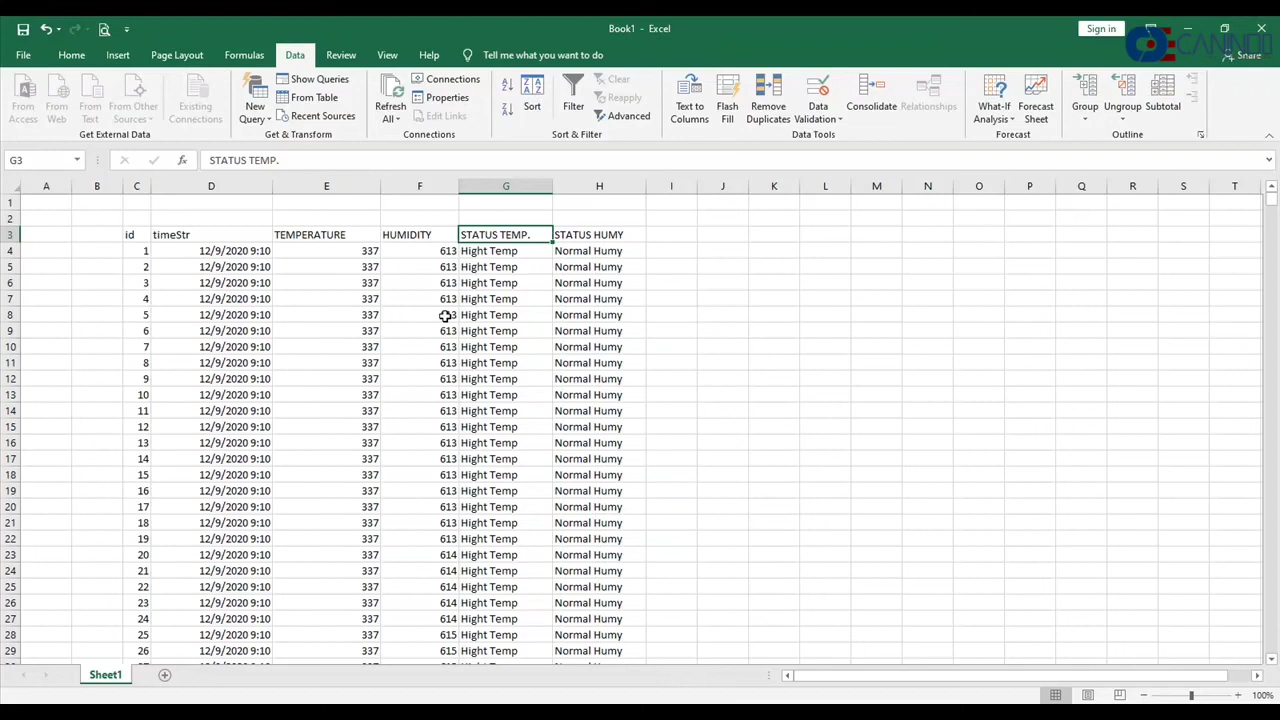 Book1 - Excel
Sign in
CANINOO
File Home Insert Page Layout Formulas Data Review View Help Tell me what you want to do Share
From Access
From Web
From Text
From Other Sources
Existing Connections
Get External Data
New Query
Show Queries
From Table
Recent Sources
Get & Transform
Refresh All
Connections
Properties
Edit Links
Connections
Sort
Filter
Clear
Reapply
Advanced
Sort & Filter
Text to Columns
Flash Fill
Remove Duplicates
Data Validation
Consolidate
Relationships
Data Tools
What-If Analysis
Forecast Sheet
Forecast
Group
Ungroup
Subtotal
Outline
G3 fx STATUS TEMP.
A B C D E F G H I J K L M N O P Q R S T
1
2
3 id timeStr TEMPERATURE HUMIDITY STATUS TEMP. STATUS HUMY
4 1 12/9/2020 9:10 337 613 Hight Temp Normal Humy
5 2 12/9/2020 9:10 337 613 Hight Temp Normal Humy
6 3 12/9/2020 9:10 337 613 Hight Temp Normal Humy
7 4 12/9/2020 9:10 337 613 Hight Temp Normal Humy
8 5 12/9/2020 9:10 337 Hight Temp Normal Humy
9 6 12/9/2020 9:10 337 613 Hight Temp Normal Humy
10 7 12/9/2020 9:10 337 613 Hight Temp Normal Humy
11 8 12/9/2020 9:10 337 613 Hight Temp Normal Humy
12 9 12/9/2020 9:10 337 613 Hight Temp Normal Humy
13 10 12/9/2020 9:10 337 613 Hight Temp Normal Humy
14 11 12/9/2020 9:10 337 613 Hight Temp Normal Humy
15 12 12/9/2020 9:10 337 613 Hight Temp Normal Humy
16 13 12/9/2020 9:10 337 613 Hight Temp Normal Humy
17 14 12/9/2020 9:10 337 613 Hight Temp Normal Humy
18 15 12/9/2020 9:10 337 613 Hight Temp Normal Humy
19 16 12/9/2020 9:10 337 613 Hight Temp Normal Humy
20 17 12/9/2020 9:10 337 613 Hight Temp Normal Humy
21 18 12/9/2020 9:10 337 613 Hight Temp Normal Humy
22 19 12/9/2020 9:10 337 613 Hight Temp Normal Humy
23 20 12/9/2020 9:10 337 614 Hight Temp Normal Humy
24 21 12/9/2020 9:10 337 614 Hight Temp Normal Humy
25 22 12/9/2020 9:10 337 614 Hight Temp Normal Humy
26 23 12/9/2020 9:10 337 614 Hight Temp Normal Humy
27 24 12/9/2020 9:10 337 614 Hight Temp Normal Humy
28 25 12/9/2020 9:10 337 615 Hight Temp Normal Humy
29 26 12/9/2020 9:10 337 615 Hight Temp Normal Humy
Sheet1
100%